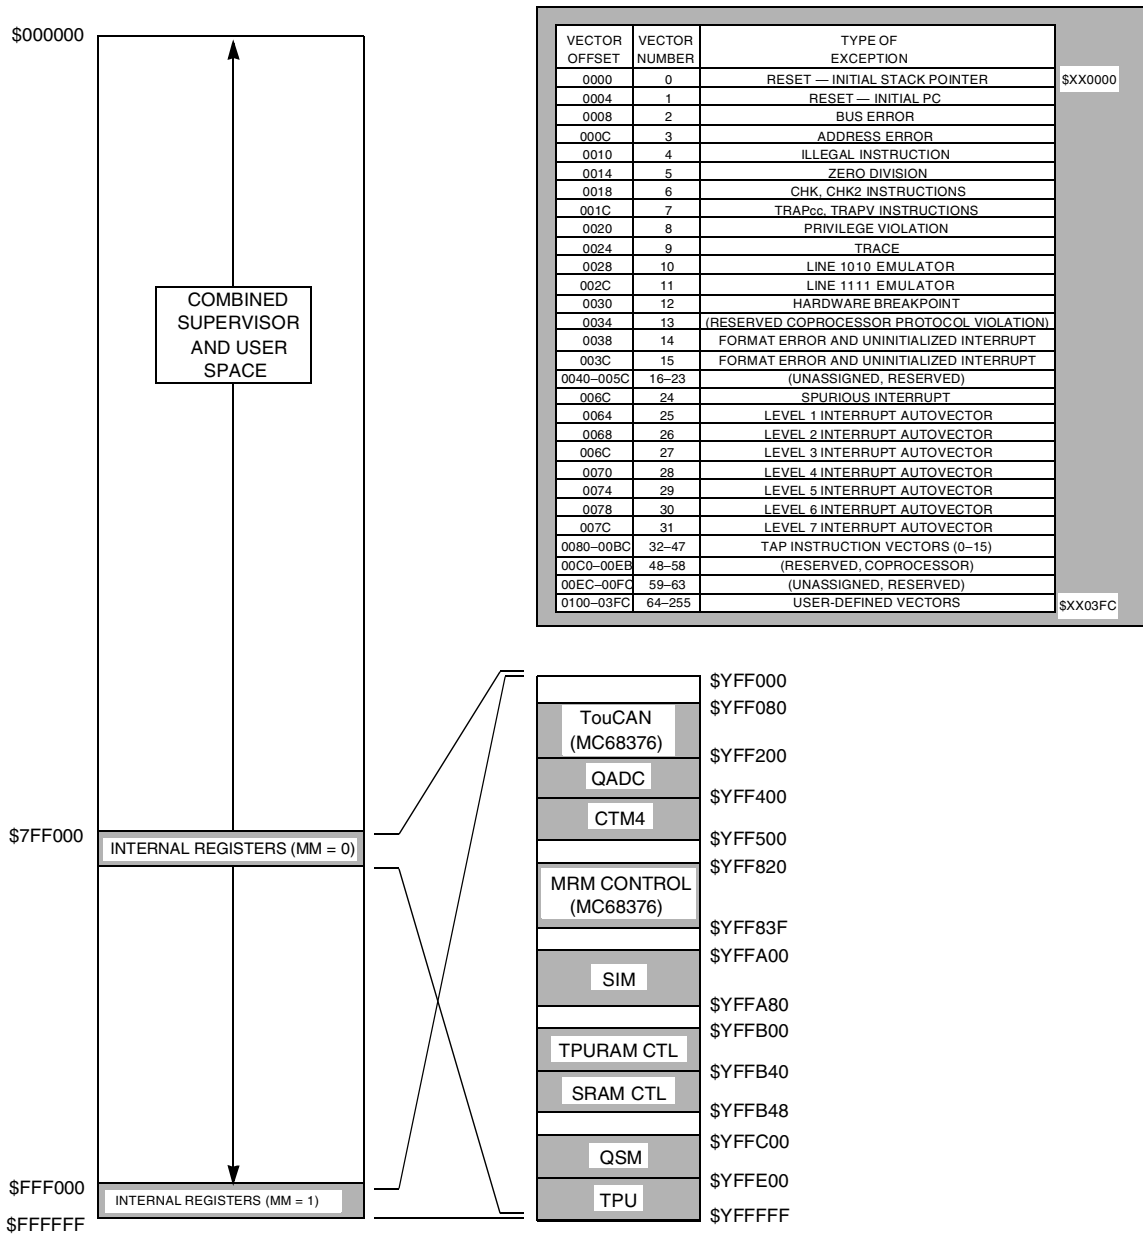 $000000
COMBINED
SUPERVISOR
AND USER
SPACE
$7FF000
INTERNAL REGISTERS (MM = 0)
$FFF000
INTERNAL REGISTERS (MM = 1)
$FFFFFF
VECTOR OFFSET VECTOR NUMBER TYPE OF EXCEPTION
0000 0 RESET — INITIAL STACK POINTER $XX0000
0004 1 RESET — INITIAL PC
0008 2 BUS ERROR
000C 3 ADDRESS ERROR
0010 4 ILLEGAL INSTRUCTION
0014 5 ZERO DIVISION
0018 6 CHK, CHK2 INSTRUCTIONS
001C 7 TRAPcc, TRAPV INSTRUCTIONS
0020 8 PRIVILEGE VIOLATION
0024 9 TRACE
0028 10 LINE 1010 EMULATOR
002C 11 LINE 1111 EMULATOR
0030 12 HARDWARE BREAKPOINT
0034 13 (RESERVED COPROCESSOR PROTOCOL VIOLATION)
0038 14 FORMAT ERROR AND UNINITIALIZED INTERRUPT
003C 15 FORMAT ERROR AND UNINITIALIZED INTERRUPT
0040–005C 16–23 (UNASSIGNED, RESERVED)
006C 24 SPURIOUS INTERRUPT
0064 25 LEVEL 1 INTERRUPT AUTOVECTOR
0068 26 LEVEL 2 INTERRUPT AUTOVECTOR
006C 27 LEVEL 3 INTERRUPT AUTOVECTOR
0070 28 LEVEL 4 INTERRUPT AUTOVECTOR
0074 29 LEVEL 5 INTERRUPT AUTOVECTOR
0078 30 LEVEL 6 INTERRUPT AUTOVECTOR
007C 31 LEVEL 7 INTERRUPT AUTOVECTOR
0080–00BC 32–47 TAP INSTRUCTION VECTORS (0–15)
00C0–00EB 48–58 (RESERVED, COPROCESSOR)
00EC–00FC 59–63 (UNASSIGNED, RESERVED)
0100–03FC 64–255 USER-DEFINED VECTORS $XX03FC
$YFF000
$YFF080
TouCAN
(MC68376)
$YFF200
QADC
$YFF400
CTM4
$YFF500
$YFF820
MRM CONTROL
(MC68376)
$YFF83F
$YFFA00
SIM
$YFFA80
$YFFB00
TPURAM CTL
$YFFB40
SRAM CTL
$YFFB48
$YFFC00
QSM
$YFFE00
TPU
$YFFFFF